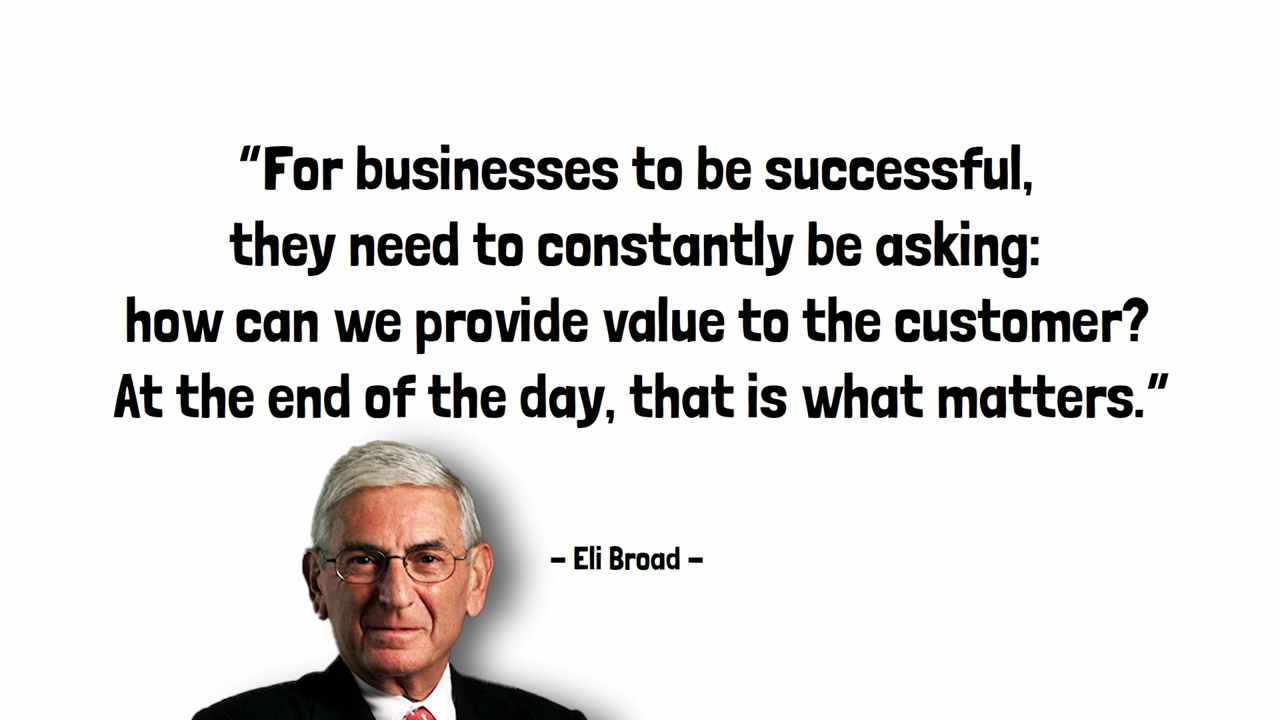 “For businesses to be successful,
they need to constantly be asking:
how can we provide value to the customer?
At the end of the day, that is what matters.”
- Eli Broad -